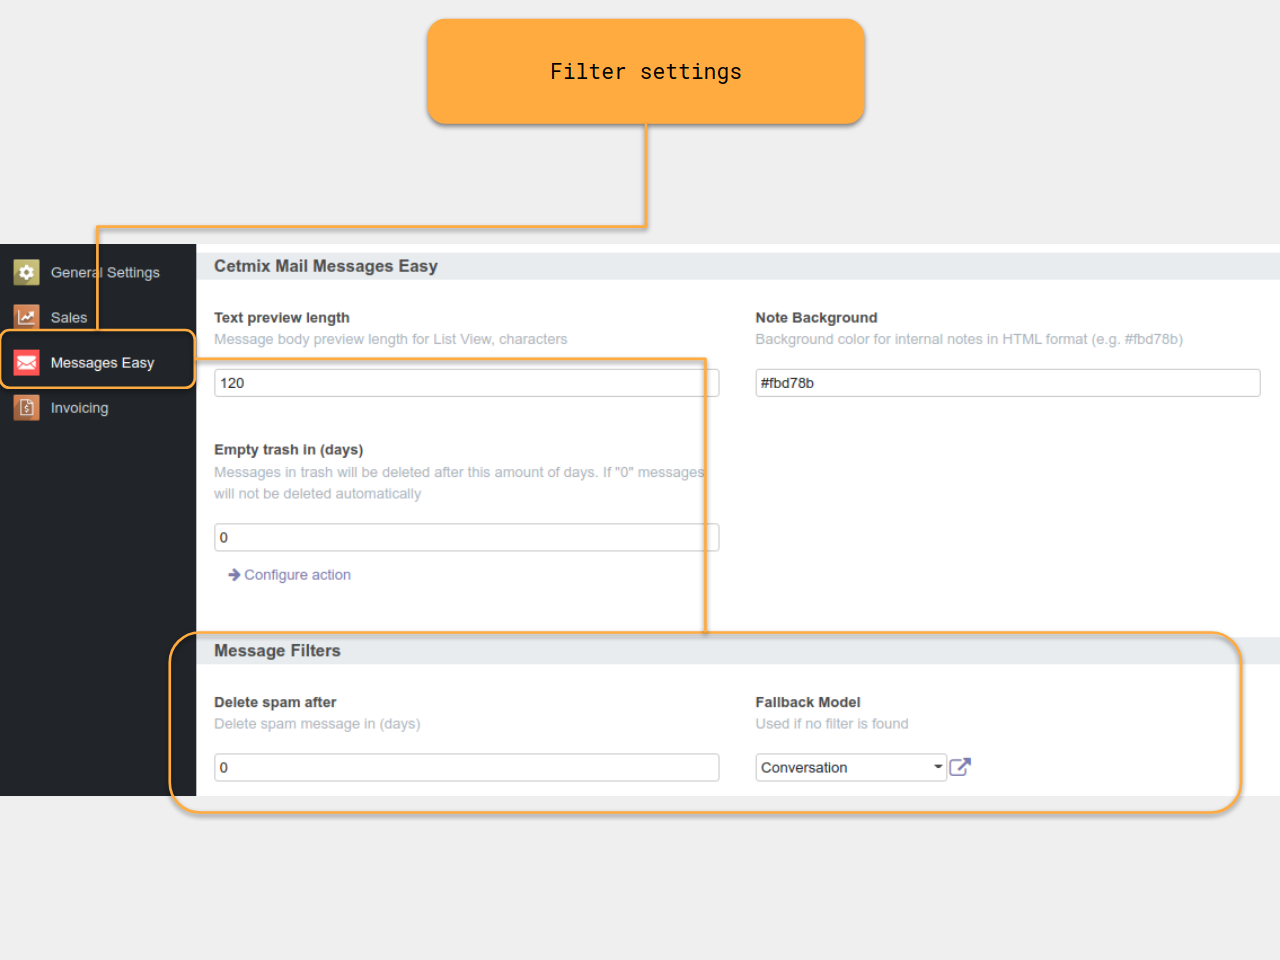 Filter settings
General Settings
Sales
Messages Easy
Invoicing
Cetmix Mail Messages Easy
Text preview length
Message body preview length for List View, characters
120
Note Background
Background color for internal notes in HTML format (e.g. #fbd78b)
#fbd78b
Empty trash in (days)
Messages in trash will be deleted after this amount of days. If "0" messages
will not be deleted automatically
0
Configure action
Message Filters
Delete spam after
Delete spam message in (days)
0
Fallback Model
Used if no filter is found
Conversation